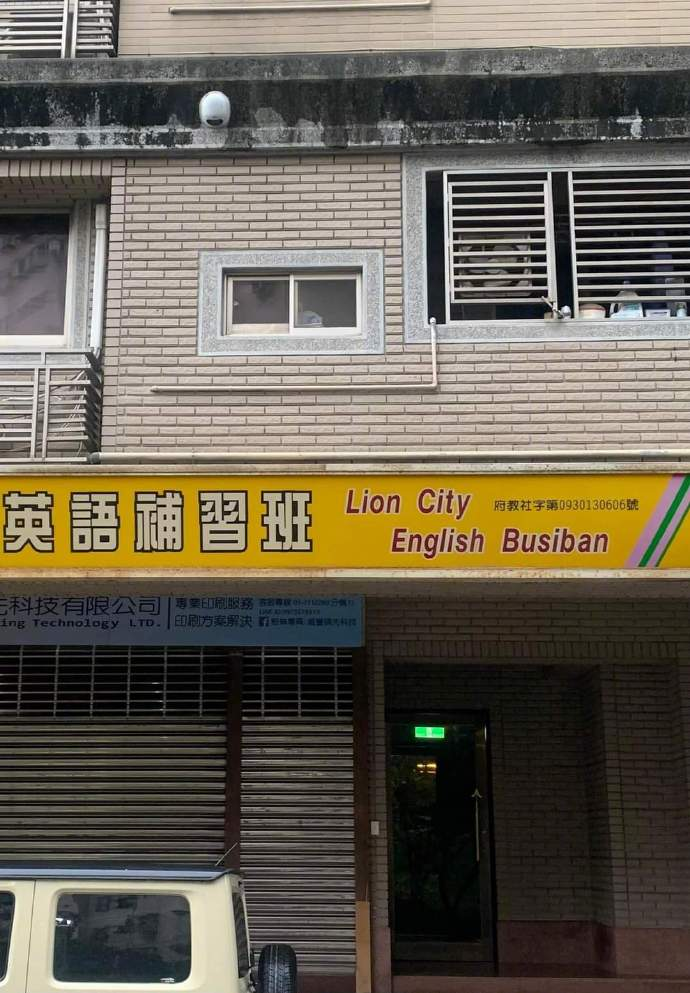 英語補習班
Lion City
English Busiban
府教社字第0930130606號
科技有限公司
ing Technology LTD.
專業印刷服務
印刷方案解決